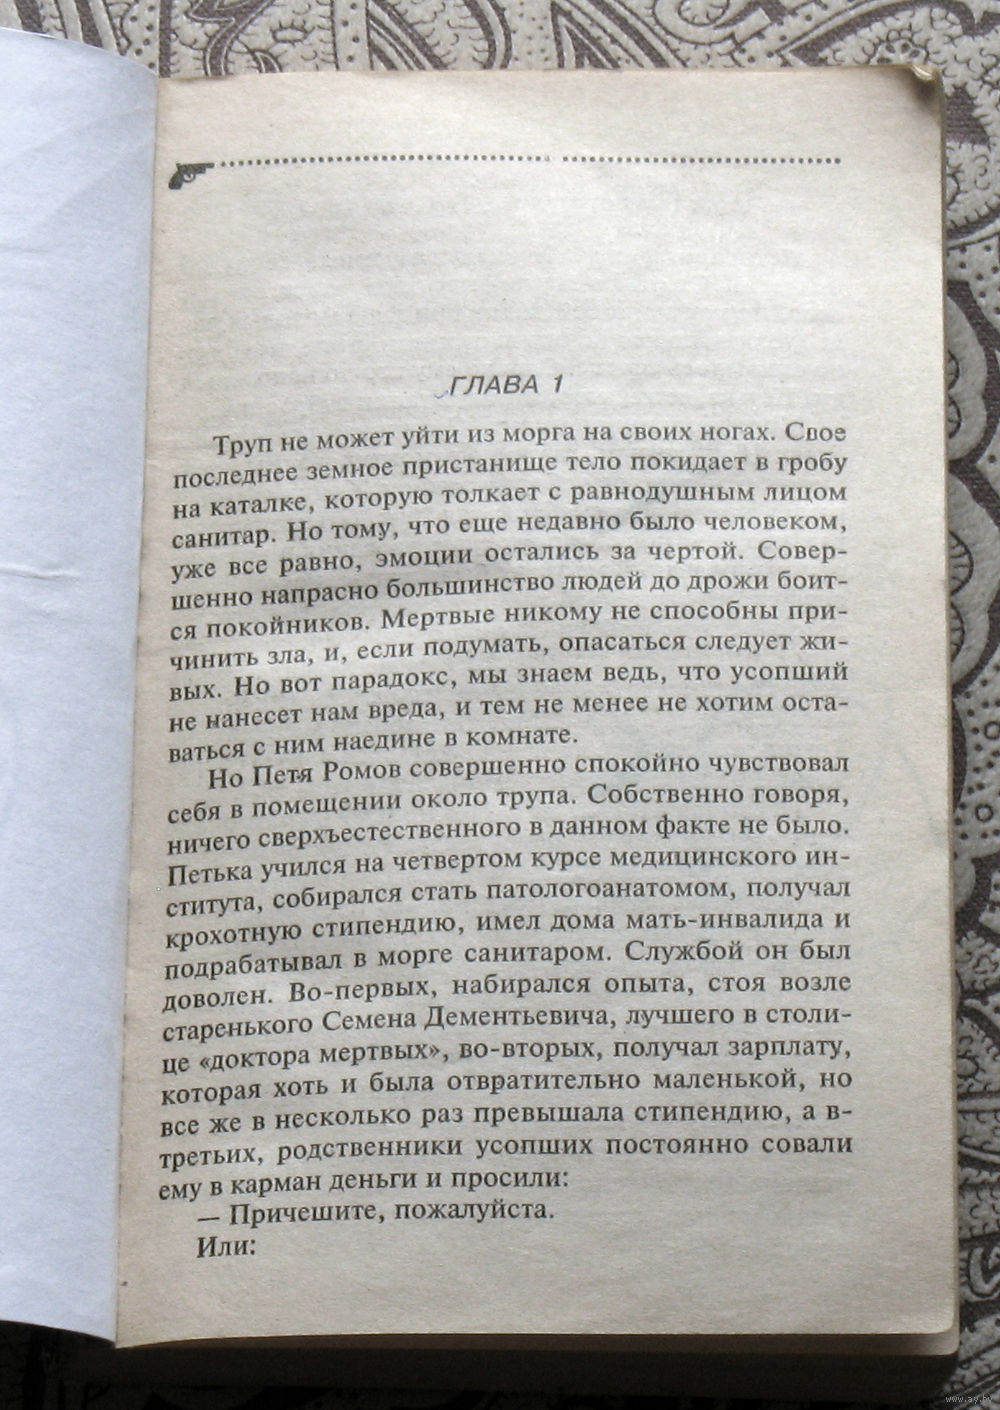 ГЛАВА 1
Труп не может уйти из морга на своих ногах. Свое
последнее земное пристанище тело покидает в гробу
на каталке, которую толкает с равнодушным лицом
санитар. Но тому, что еще недавно было человеком,
уже все равно, эмоции остались за чертой. Совер-
шенно напрасно большинство людей до дрожи боит-
ся покойников. Мертвые никому не способны при-
чинить зла, и, если подумать, опасаться следует жи-
вых. Но вот парадокс, мы знаем ведь, что усопший
не нанесет нам вреда, и тем не менее не хотим оста-
ваться с ним наедине в комнате.
Но Петя Ромов совершенно спокойно чувствовал
себя в помещении около трупа. Собственно говоря,
ничего сверхъестественного в данном факте не было.
Петька учился на четвертом курсе медицинского ин-
ститута, собирался стать патологоанатомом, получал
крохотную стипендию, имел дома мать-инвалида и
подрабатывал в морге санитаром. Службой он был
доволен. Во-первых, набирался опыта, стоя возле
старенького Семена Дементьевича, лучшего в столи-
це «доктора мертвых», во-вторых, получал зарплату,
которая хоть и была отвратительно маленькой, но
все же в несколько раз превышала стипендию, а в-
третьих, родственники усопших постоянно совали
ему в карман деньги и просили:
— Причешите, пожалуйста.
Или:
www.ay.by